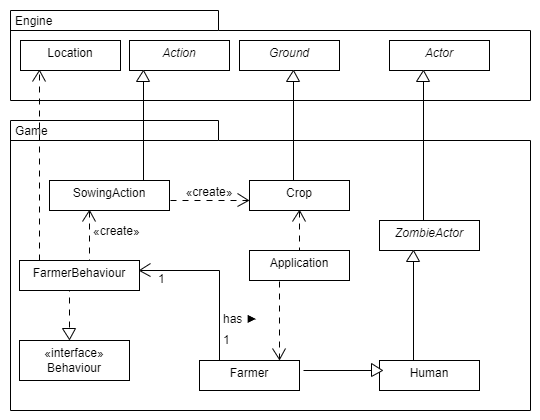 Engine
Location
Action
Ground
Actor
Game
SowingAction
«create»
Crop
«create»
ZombieActor
FarmerBehaviour
Application
1
has ►
1
«interface»
Behaviour
Farmer
Human